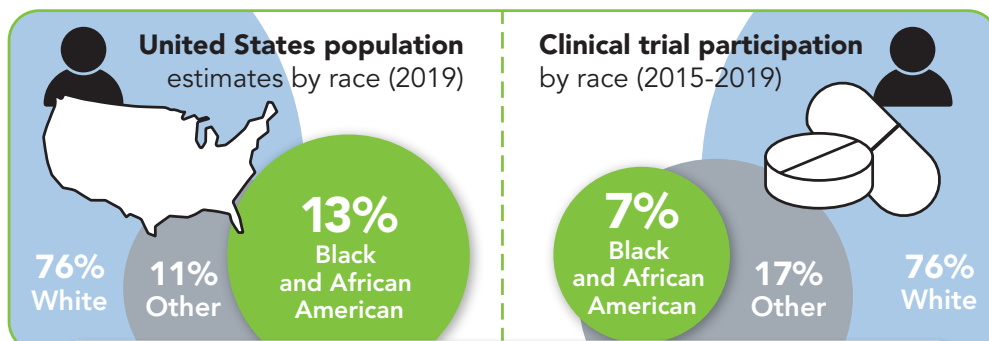 United States population
estimates by race (2019)
13%
Black
and African
American
76%
White
11%
Other
Clinical trial participation
by race (2015-2019)
7%
Black
and African
American
17%
Other
76%
White